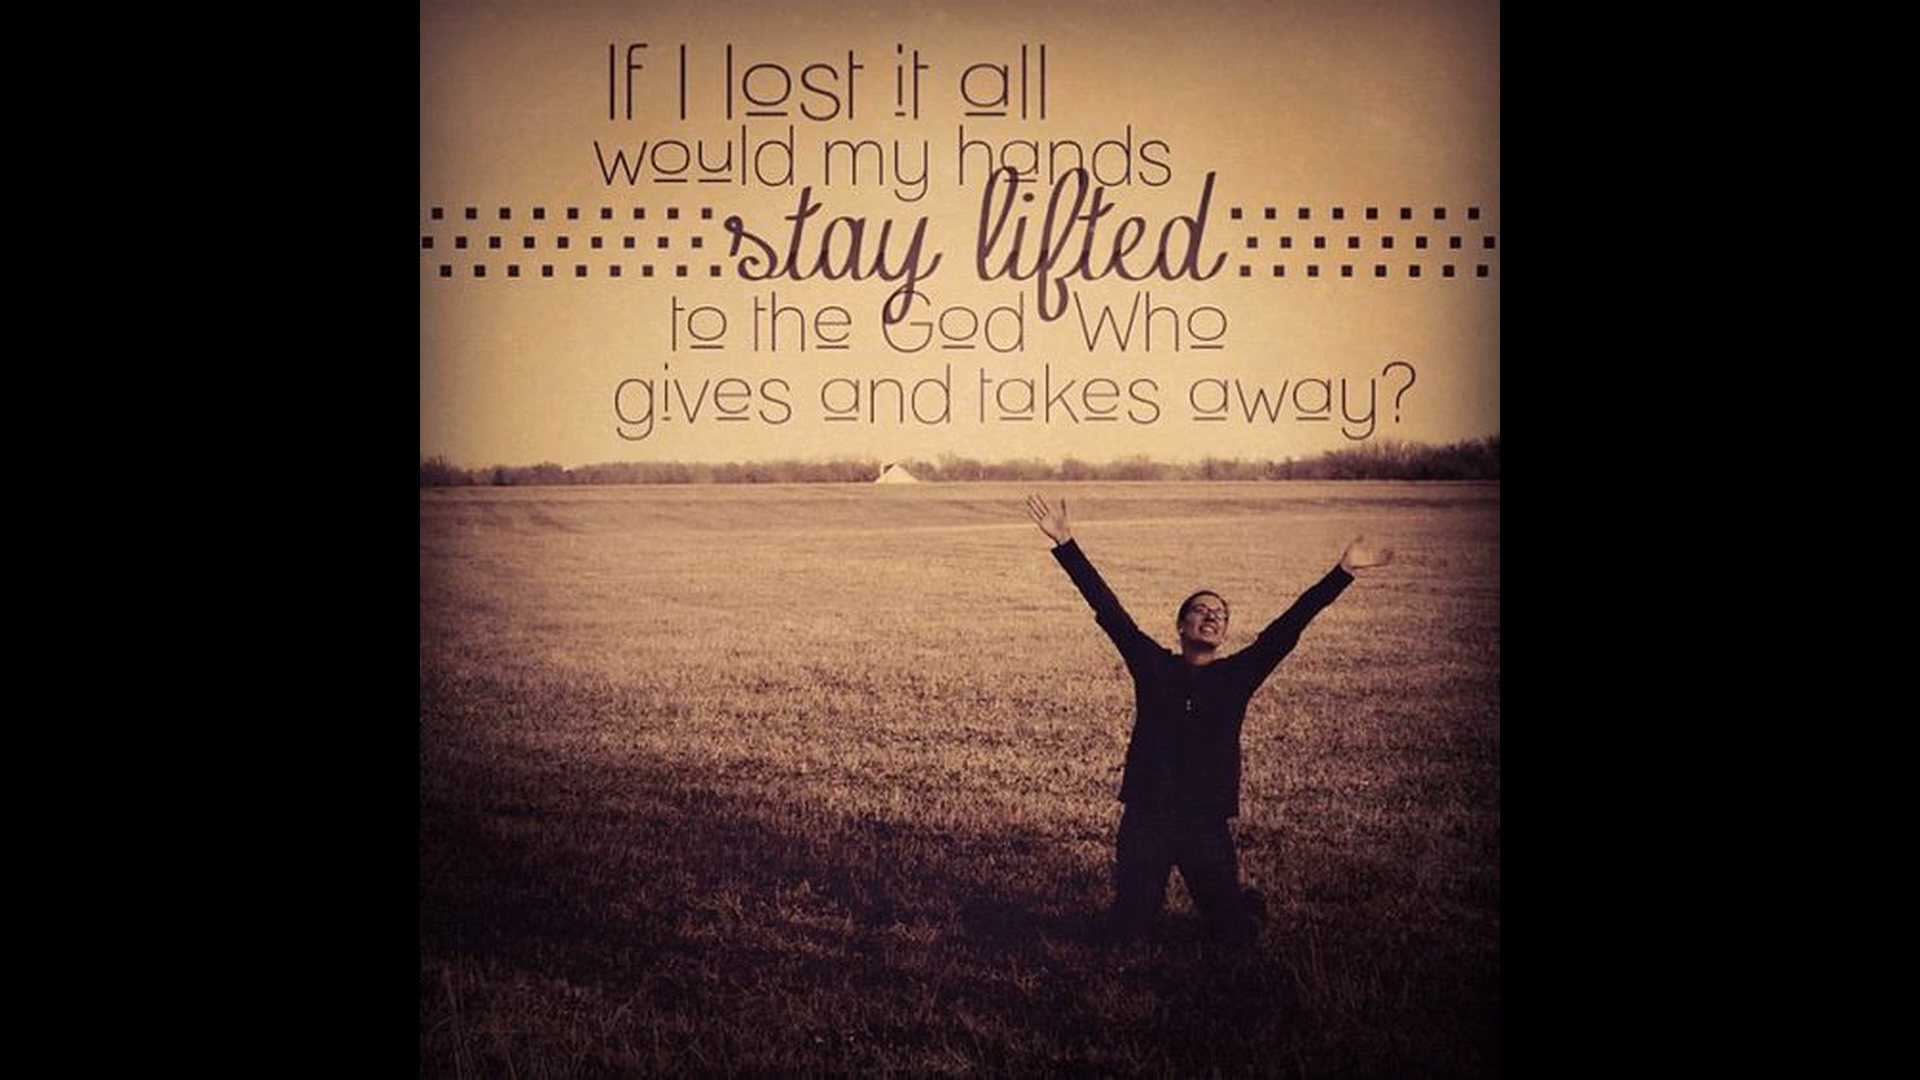 If I lost it all
would my hands
stay lifted
to the God Who
gives and takes away?